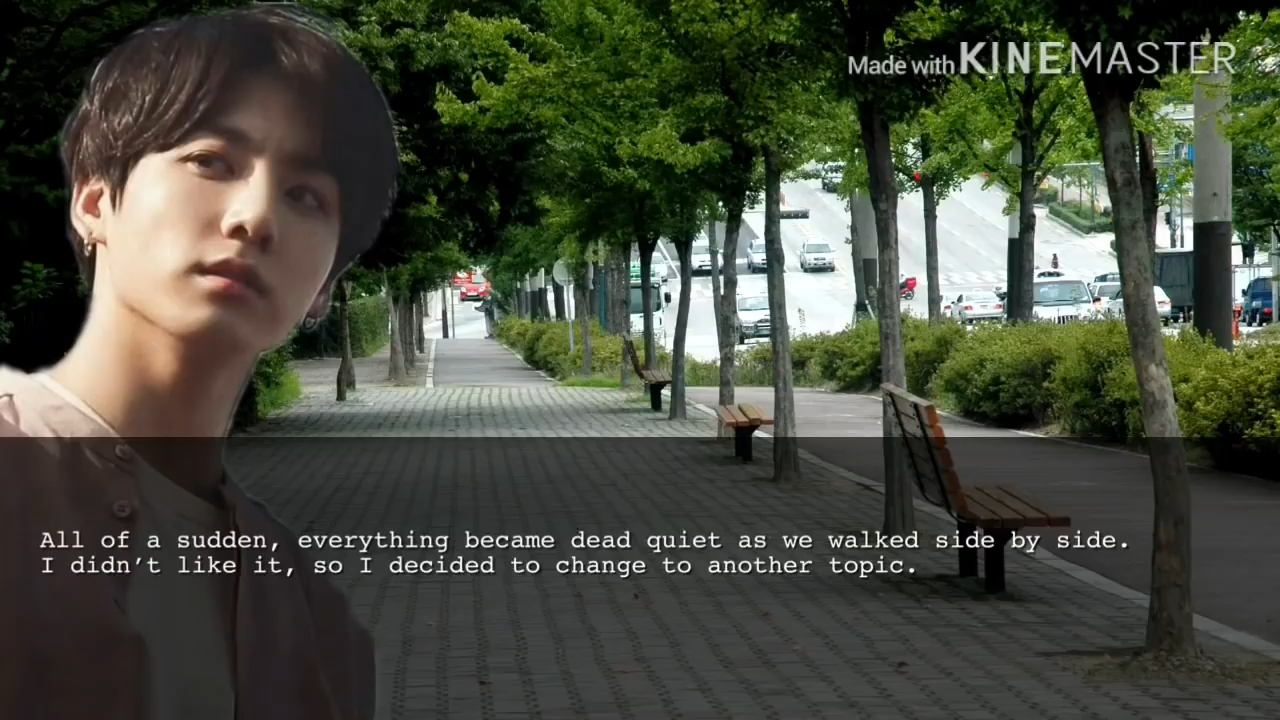 Made with KINEMASTER
All of a sudden, everything became dead quiet as we walked side by side.
I didn’t like it, so I decided to change to another topic.